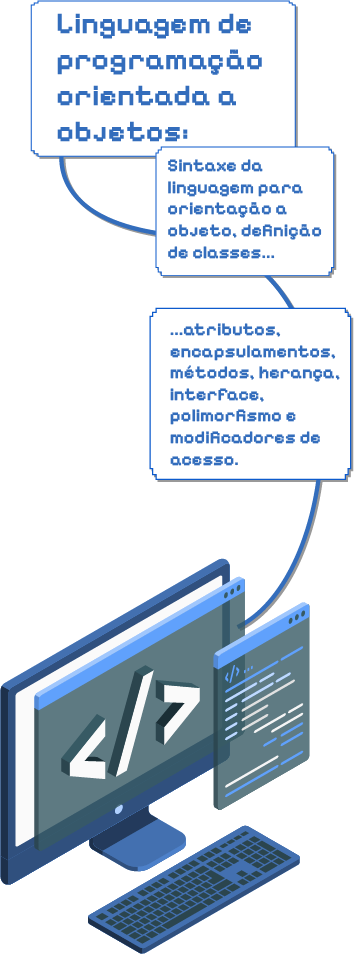 Linguagem de
programação
orientada a
objetos:
Sintaxe da
linguagem para
orientação a
objeto, definição
de classes...
...atributos,
encapsulamentos,
métodos, herança,
interface,
polimorfismo e
modificadores de
acesso.
</>
</>